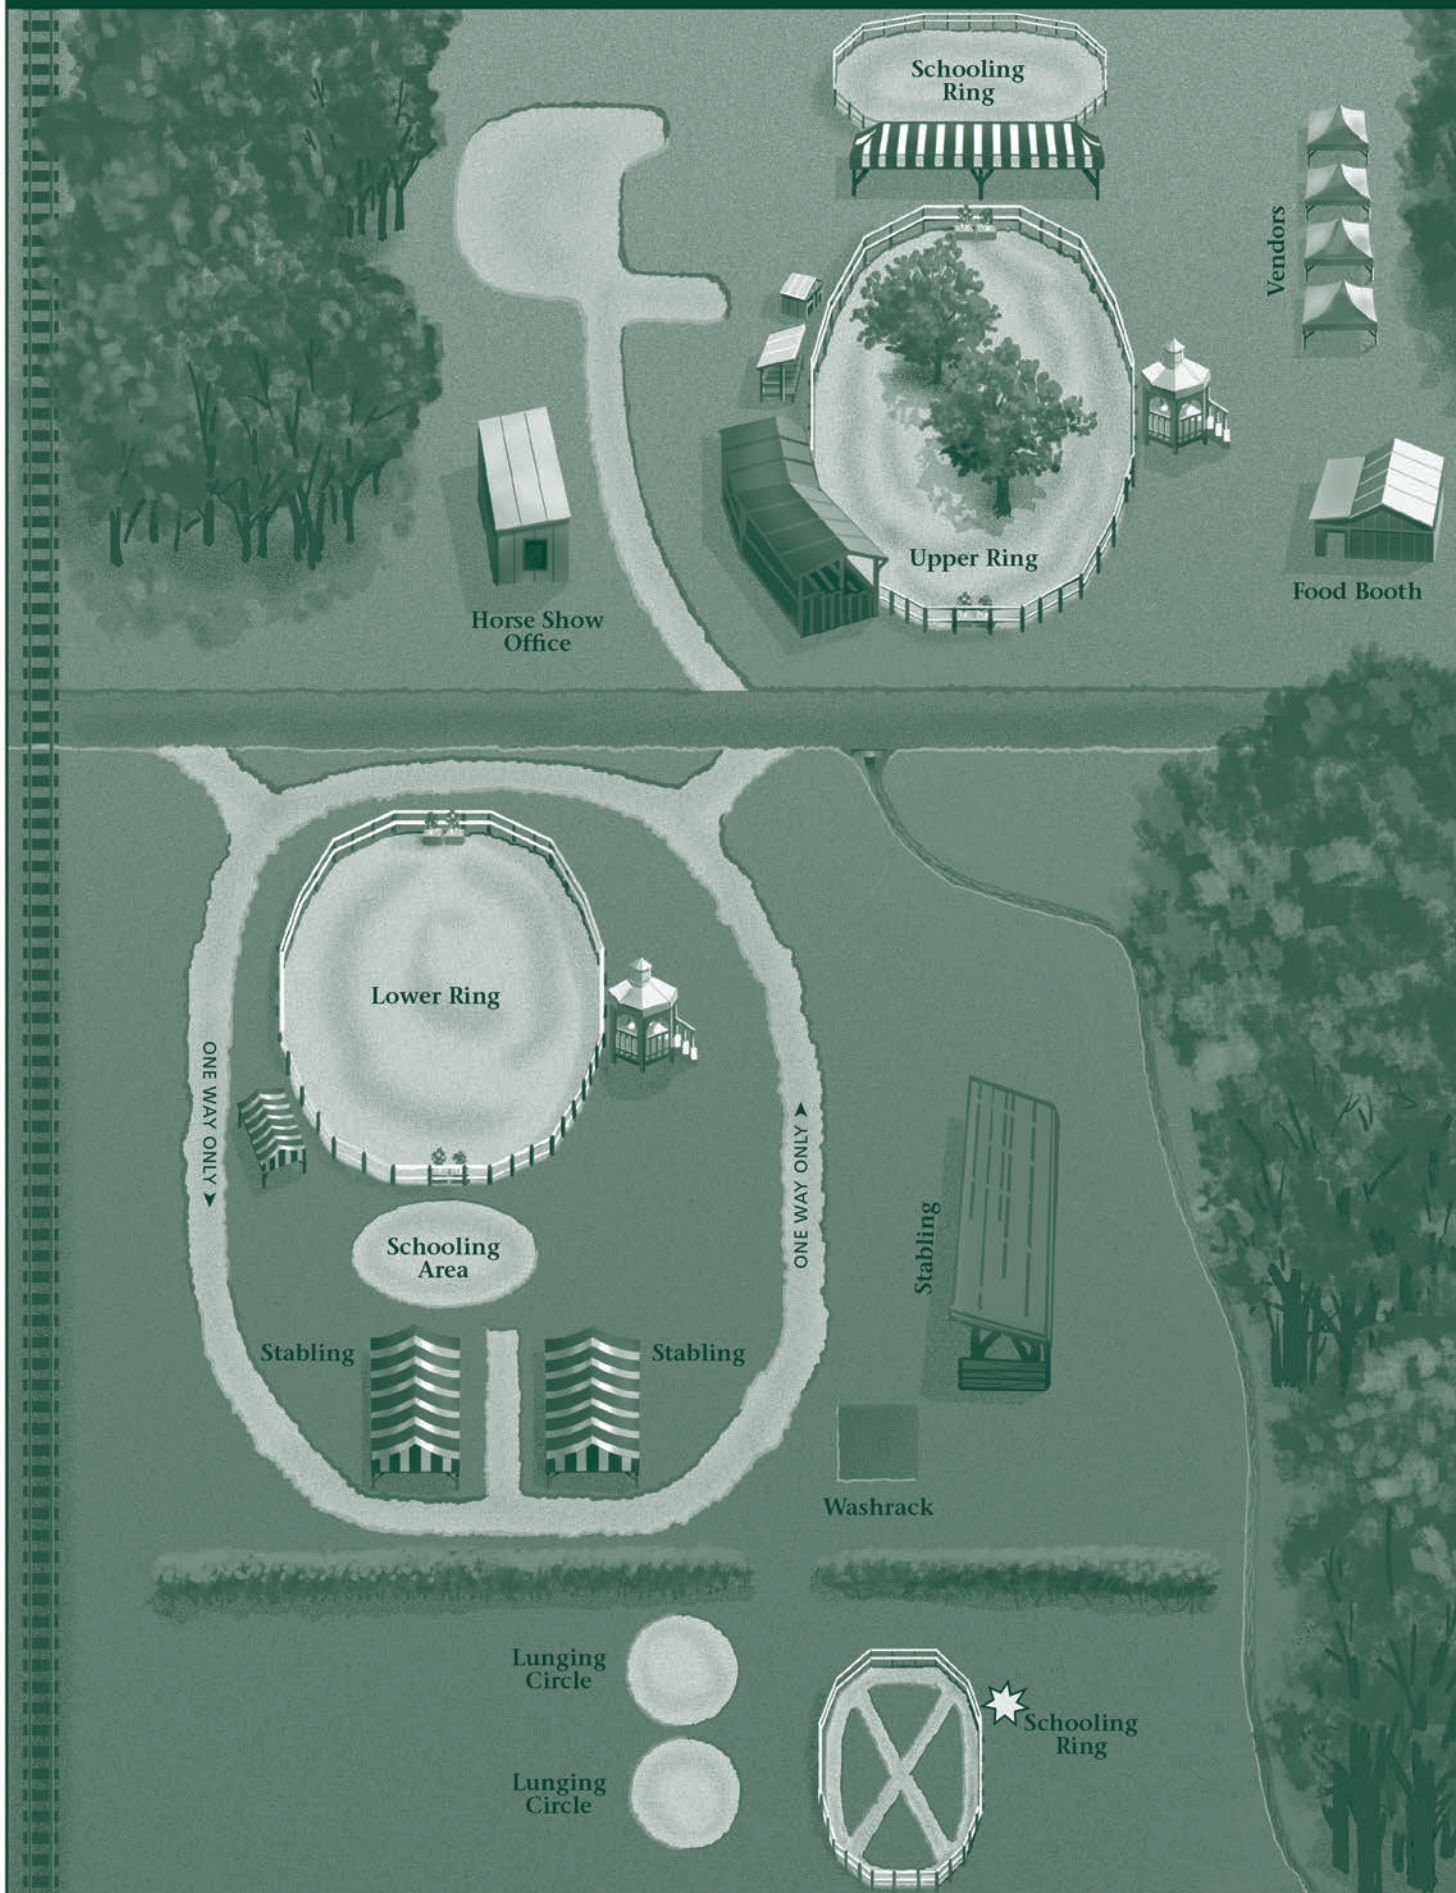 Schooling
Ring
Vendors
Upper Ring
Food Booth
Horse Show
Office
Lower Ring
ONE WAY ONLY
ONE WAY ONLY
Schooling
Area
Stabling
Stabling
Stabling
Washrack
Lunging
Circle
Schooling
Ring
Lunging
Circle